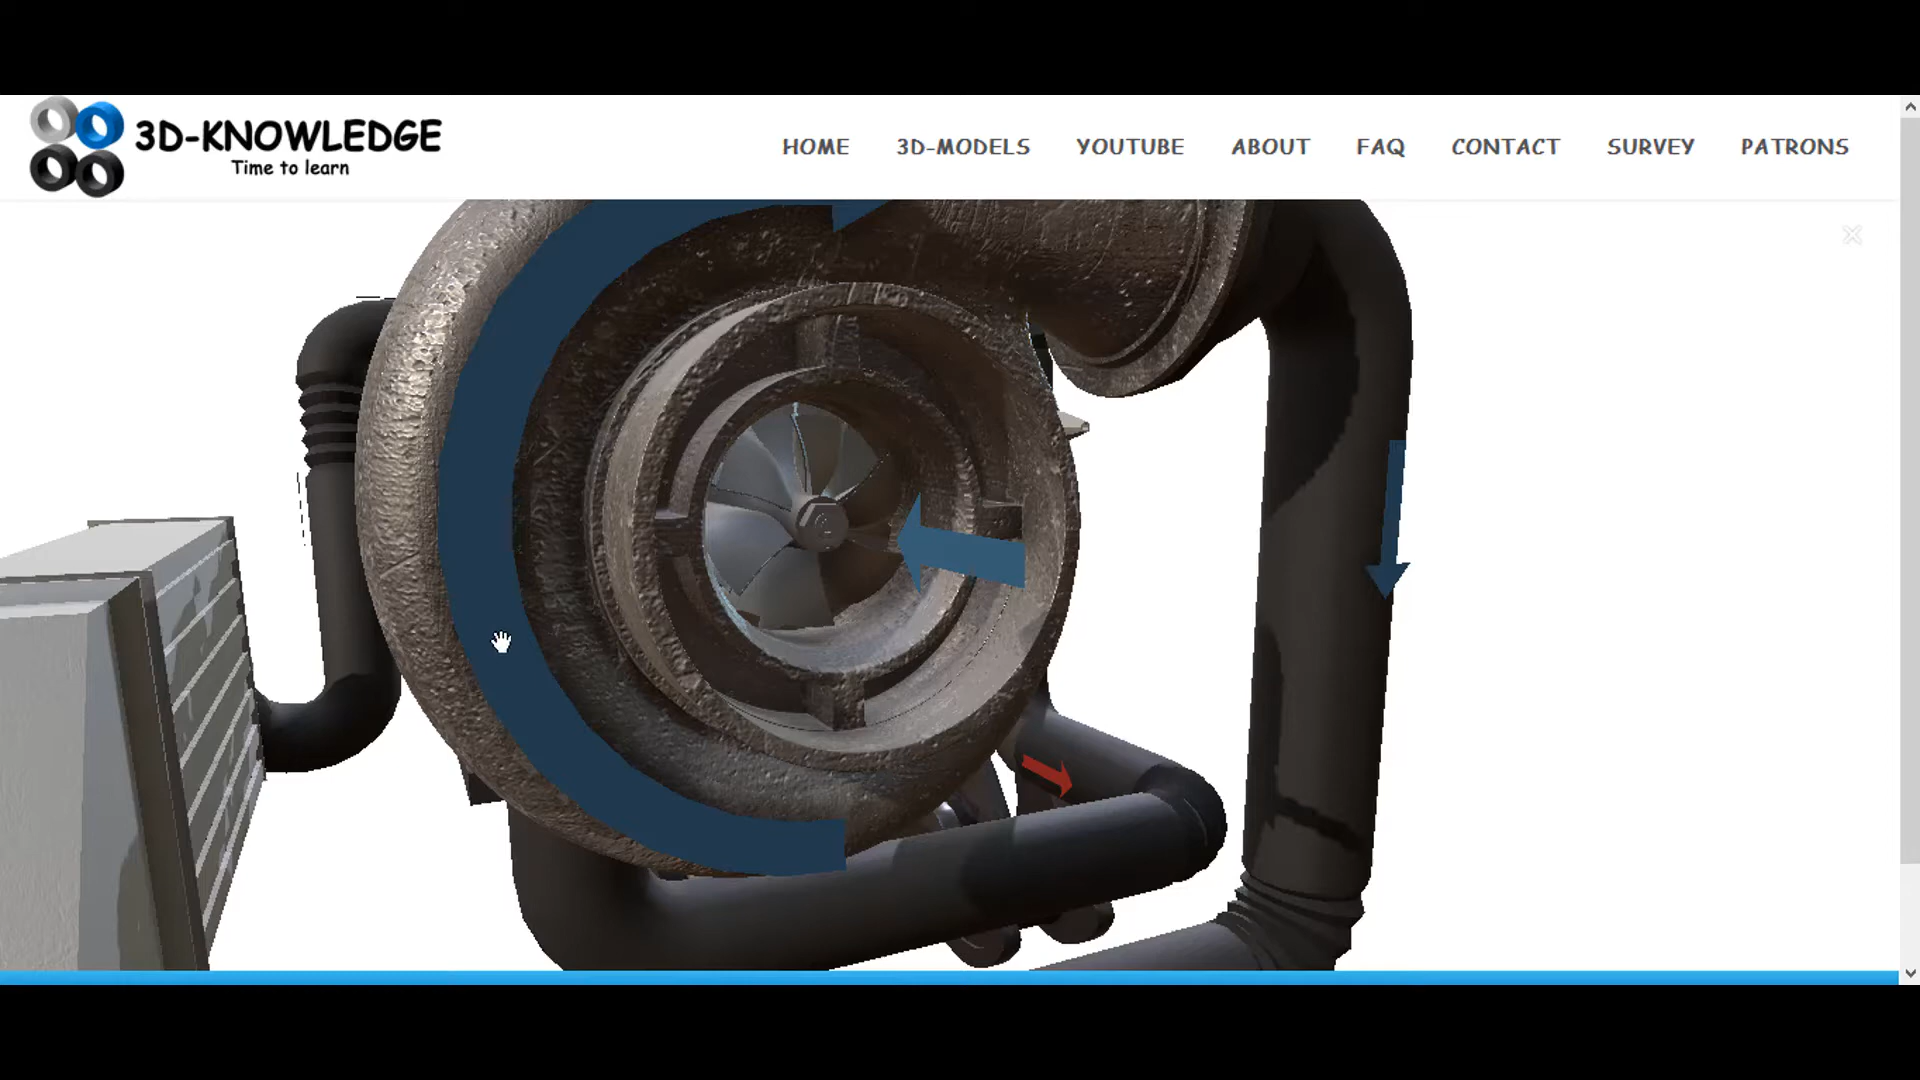 3D-KNOWLEDGE
Time to learn
HOME 3D-MODELS YOUTUBE ABOUT FAQ CONTACT SURVEY PATRONS